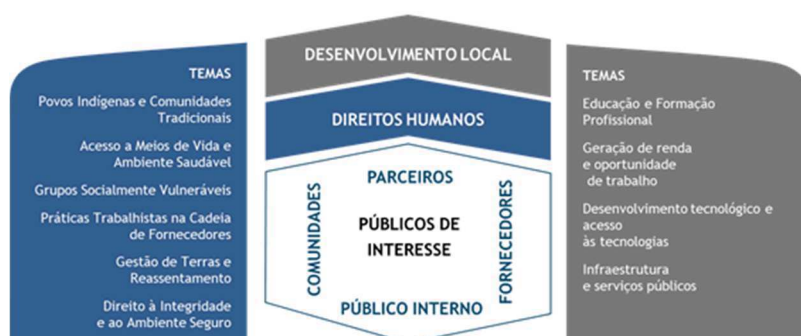 TEMAS
Povos Indígenas e Comunidades
Tradicionais
Acesso a Meios de Vida e
Ambiente Saudável
Grupos Socialmente Vulneráveis
Práticas Trabalhistas na Cadeia
de Fornecedores
Gestão de Terras e
Reassentamento
Direito à Integridade
e ao Ambiente Seguro
DESENVOLVIMENTO LOCAL
DIREITOS HUMANOS
PARCEIROS
COMUNIDADES
PÚBLICOS DE
INTERESSE
FORNECEDORES
PÚBLICO INTERNO
TEMAS
Educação e Formação
Profissional
Geração de renda
e oportunidade
de trabalho
Desenvolvimento tecnológico e
acesso
às tecnologias
Infraestrutura
e serviços públicos